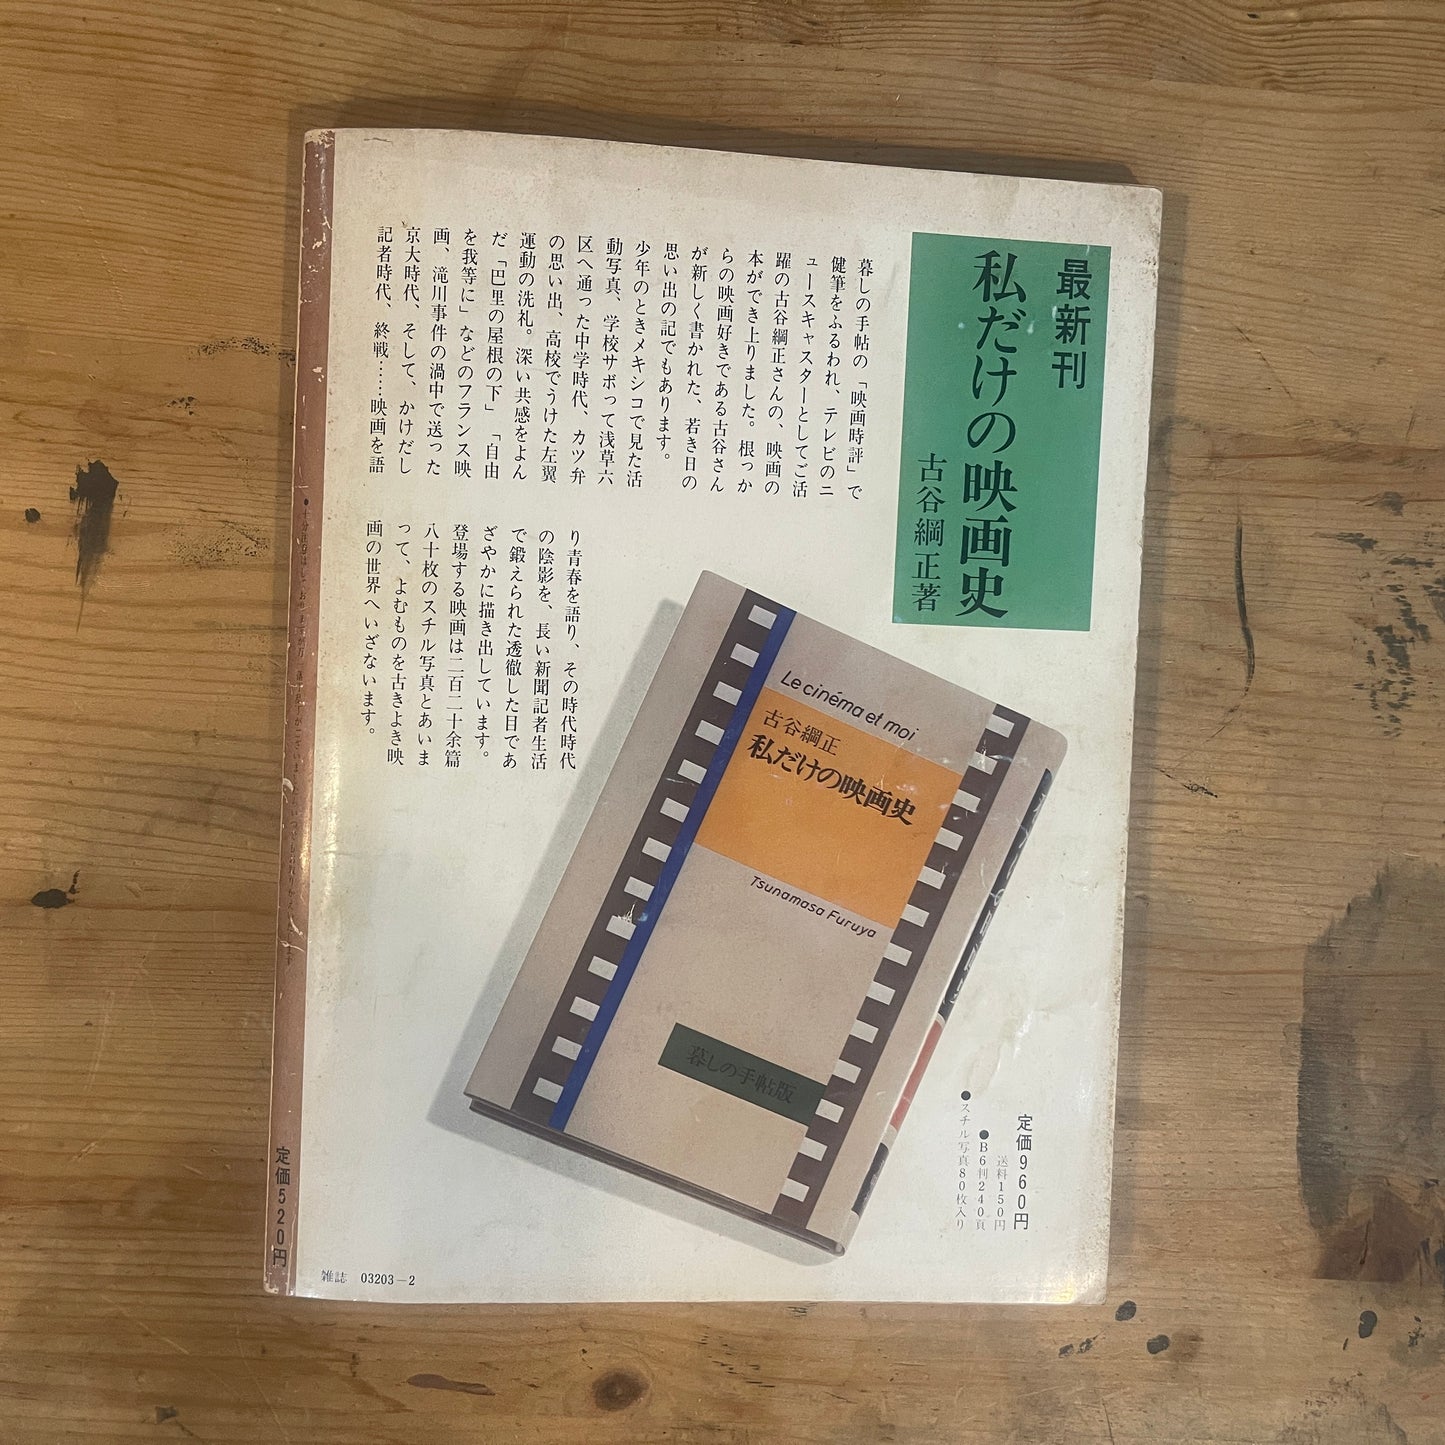 最新刊
私だけの映画史
古谷綱正著
暮しの手帖の「映画時評」で
健筆をふるわれ、テレビのニ
ュースキャスターとしてご活
躍の古谷綱正さんの、映画の
本ができ上りました。根っか
らの映画好きである古谷さん
が新しく書かれた、若き日の
思い出の記でもあります。
少年のときメキシコで見た活
動写真、学校サボって浅草六
区へ通った中学時代、カツ弁
の思い出、高校でうけた左翼
運動の洗礼。深い共感をよん
だ「巴里の屋根の下」「自由
を我等に」などのフランス映
画、滝川事件の渦中で送った
京大時代、そして、かけだし
記者時代、終戦……映画を語
り青春を語り、その時代時代
の陰影を、長い新聞記者生活
で鍛えられた透徹した目であ
ざやかに描き出しています。
登場する映画は二百二十余篇
八十枚のスチル写真とあいま
って、よむものを古きよき映
画の世界へいざないます。
Le cinéma et moi
古谷綱正
私だけの映画史
Tsunamasa Furuya
暮しの手帖版
定価960円
送料150円
●B6判240頁
●スチル写真80枚入り
定価520円
雑誌 03203—2